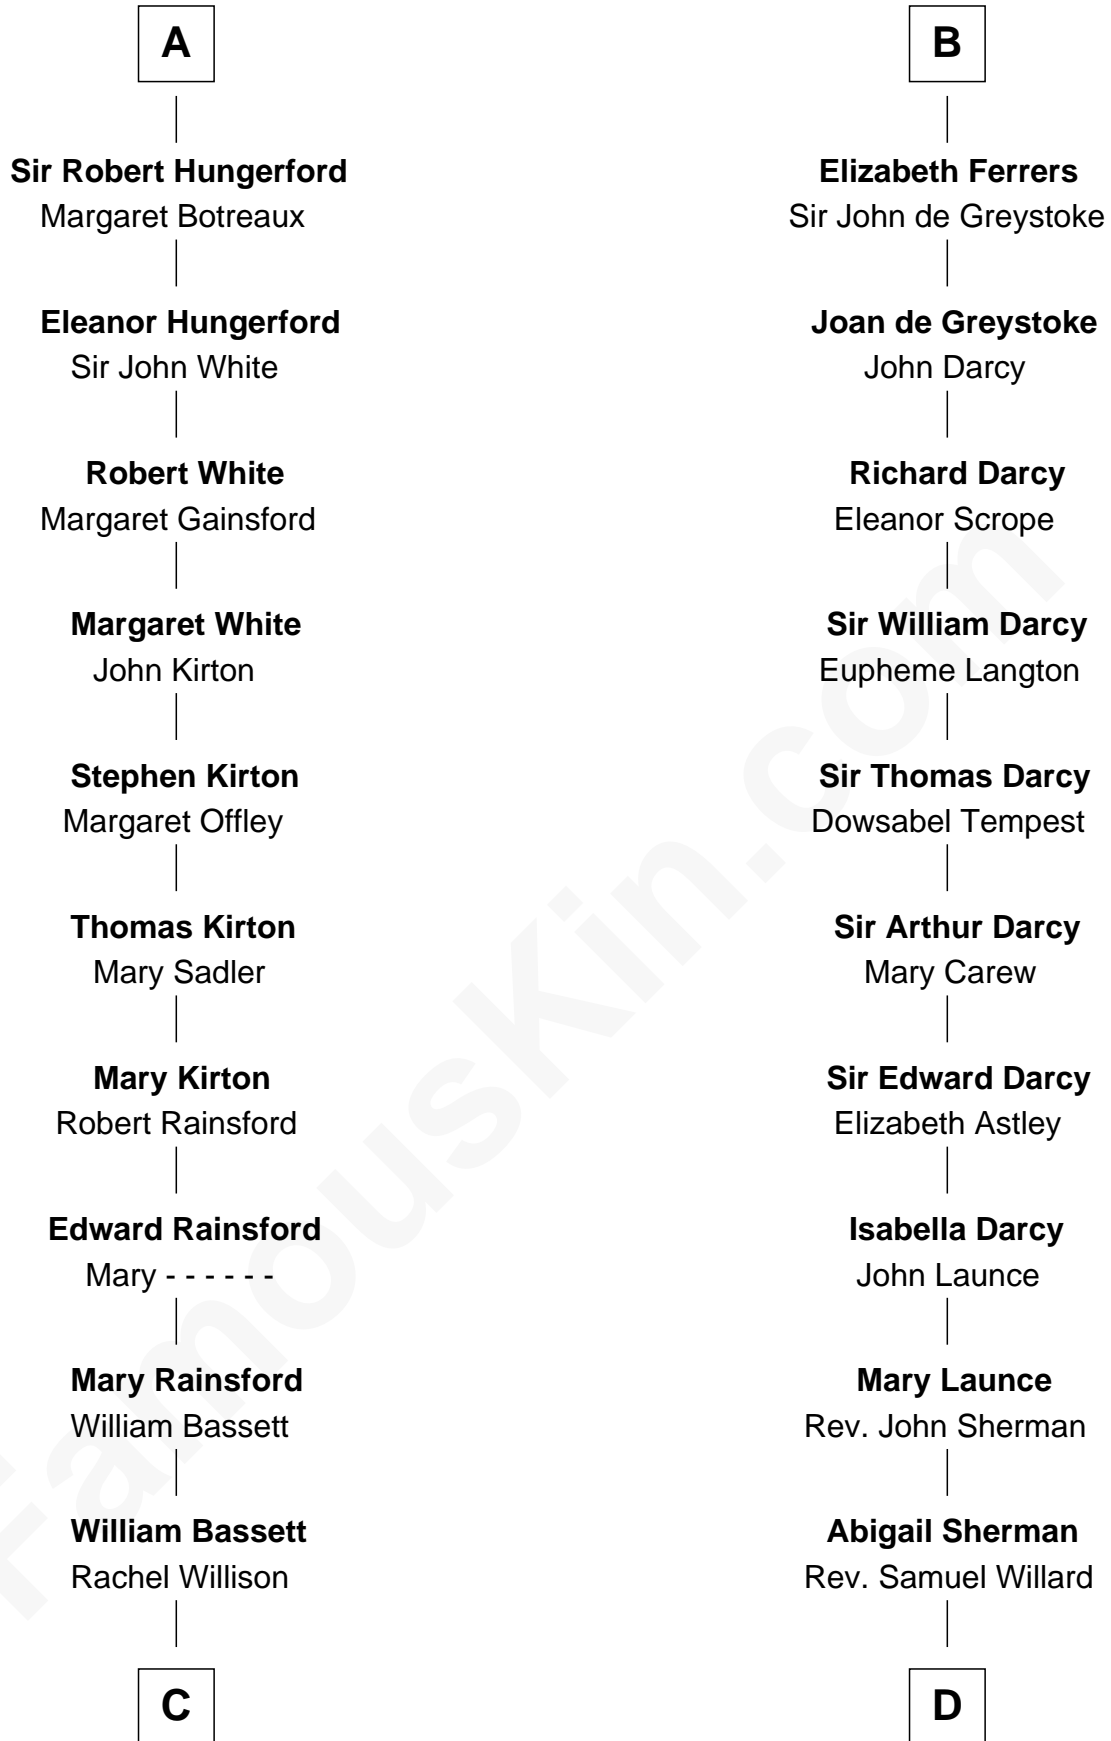 A
Sir Robert Hungerford
Margaret Botreaux
Eleanor Hungerford
Sir John White
Robert White
Margaret Gainsford
Margaret White
John Kirton
Stephen Kirton
Margaret Offley
Thomas Kirton
Mary Sadler
Mary Kirton
Robert Rainsford
Edward Rainsford
Mary - - - - - -
Mary Rainsford
William Bassett
William Bassett
Rachel Willison
C
B
Elizabeth Ferrers
Sir John de Greystoke
Joan de Greystoke
John Darcy
Richard Darcy
Eleanor Scrope
Sir William Darcy
Eupheme Langton
Sir Thomas Darcy
Dowsabel Tempest
Sir Arthur Darcy
Mary Carew
Sir Edward Darcy
Elizabeth Astley
Isabella Darcy
John Launce
Mary Launce
Rev. John Sherman
Abigail Sherman
Rev. Samuel Willard
D
FamousKin.com